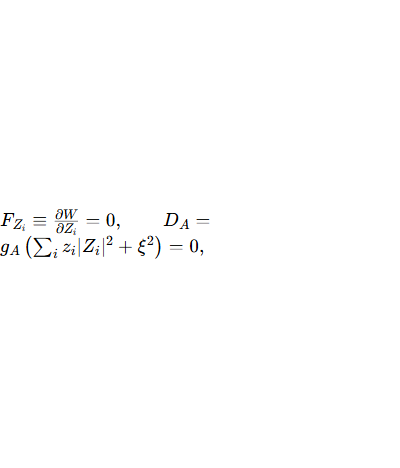 $F_{Z_i} \equiv \frac{\partial W}{\partial Z_i} = 0, \qquad D_A =$
$g_A \left( \sum_i z_i |Z_i|^2 + \xi^2 \right) = 0,$